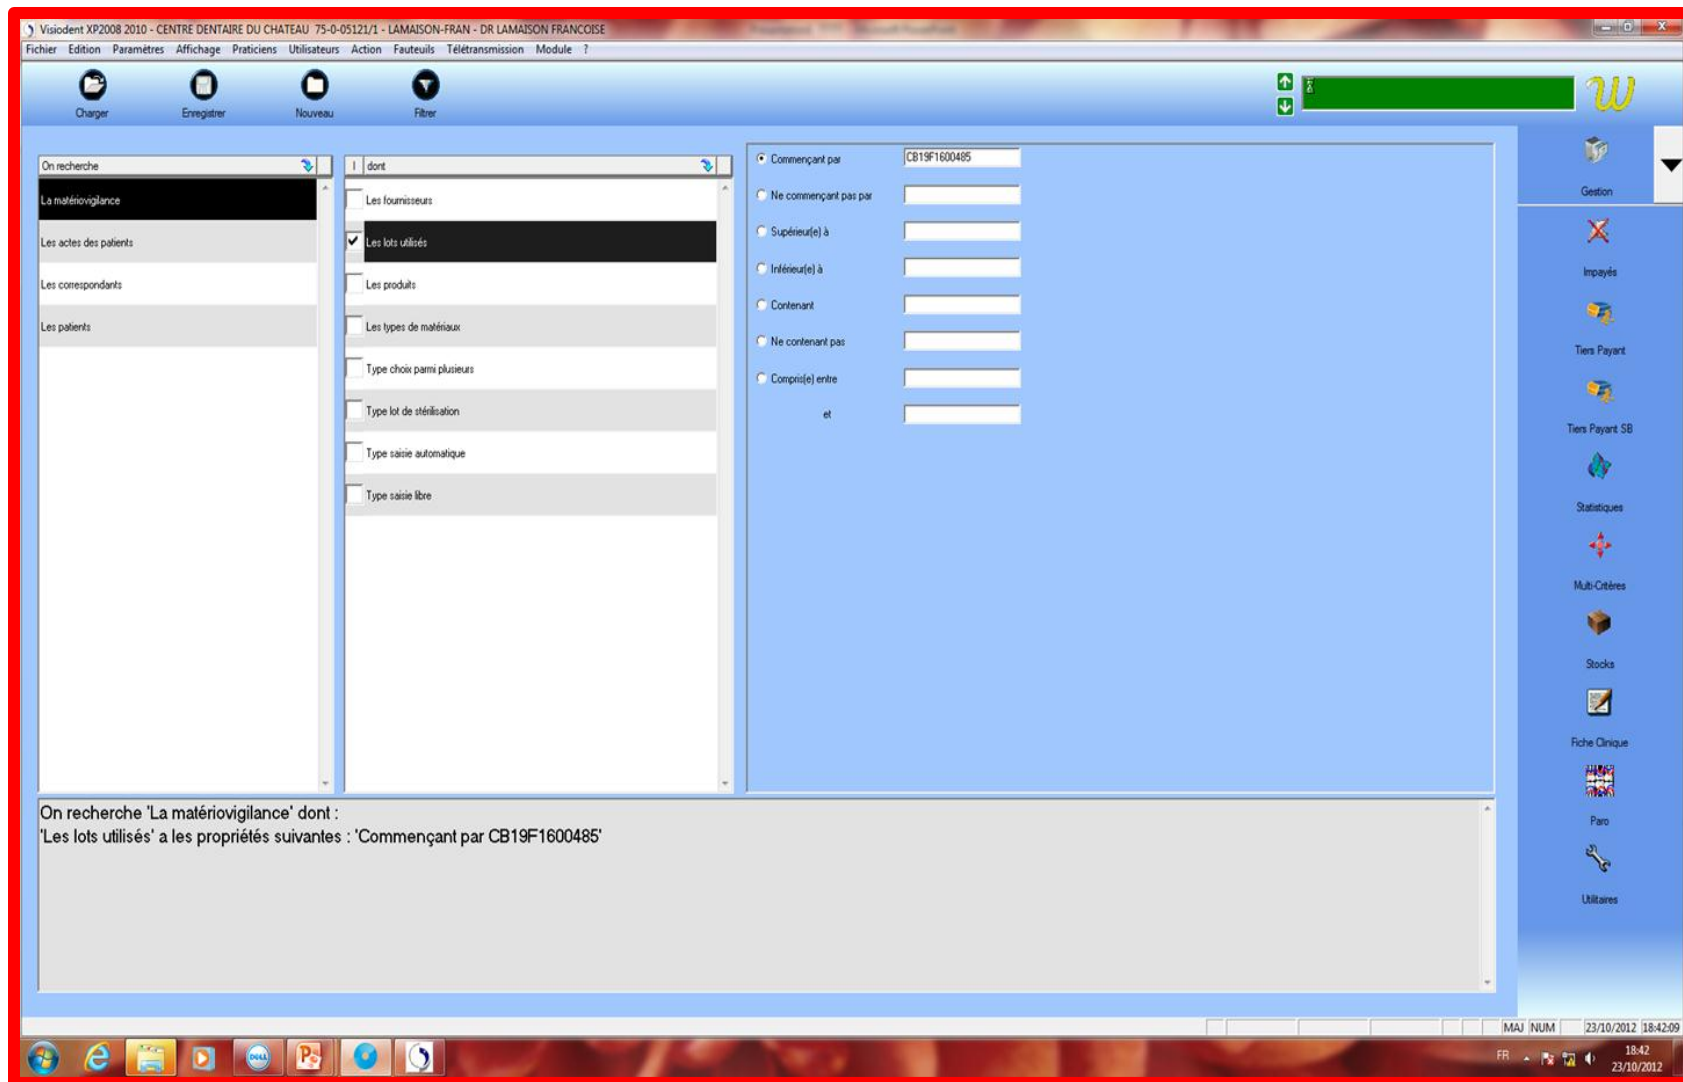 Visiodent XP2008 2010 - CENTRE DENTAIRE DU CHATEAU 75-0-05121/1 - LAMAISON-FRAN - DR LAMAISON FRANCOISE
Fichier Edition Paramètres Affichage Praticiens Utilisateurs Action Fauteuils Télétransmission Module ?
Charger Enregistrer Nouveau Filtrer
On recherche
La matériovigilance
Les actes des patients
Les correspondants
Les patients
I dont
Les fournisseurs
Les lots utilisés
Les produits
Les types de matériaux
Type choix parmi plusieurs
Type lot de stérilisation
Type saisie automatique
Type saisie libre
Commençant par CB19F1600485
Ne commençant pas par
Supérieur(e) à
Inférieur(e) à
Contenant
Ne contenant pas
Compris(e) entre
et
Gestion
Impayés
Tiers Payant
Tiers Payant SB
Statistiques
Multi-Critères
Stocks
Fiche Clinique
Paro
Utilitaires
On recherche 'La matériovigilance' dont :
'Les lots utilisés' a les propriétés suivantes : 'Commençant par CB19F1600485'
MAJ NUM 23/10/2012 18:42:09
DELL
FR 18:42
23/10/2012